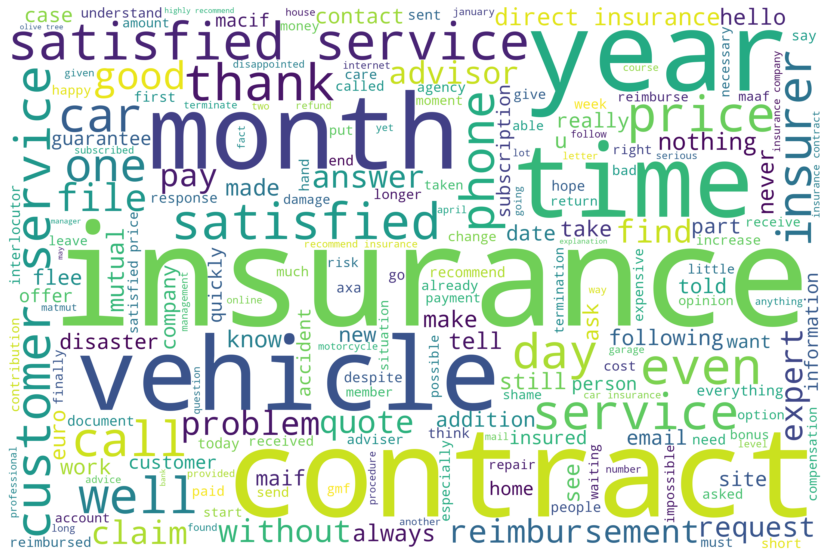 highly recommend
house
january
olive tree
understand
amount
money
case
macif
sent
contact
direct insurance
hello
satisfied service
year
disappointed
internet
course
given
happy
good
thank
care
agency
advisor
give
necessary
say
terminate
two
refund
called
moment
first
week
reimburse
maaf
car
month
price
guarantee
subscribed
fact
yet
put
really
able
lot
follow
insurance company
phone
subscription
u
right
nothing
letter
serious
insurer
one
pay
made
answer
end
hope
bad
never
insurance contract
customer service
file
response
damage
hand
taken
longer
going
return
time
interlocutor
manager
satisfied
april
date
take
find
part
receive
leave
change
increase
may
recommend insurance
explanation
insurance
flee
mutual
satisfied price
quickly
much
risk
go
recommend
expensive
told
little
matmut
offer
company
management
online
axa
already
payment
termination
opinion
way
anything
contribution
disaster
know
accident
new
make
situation
tell
ask
following
want
information
finally
motorcycle
despite
possible
day
garage
cost
even
expert
vehicle
question
member
shame
still
person
car insurance
everything
euro
document
problem
quote
addition
service
option
call
today
received
adviser
think
mail
insured
email
need
bonus
level
compensation
professional
work
customer
advice
provided
bank
maif
especially
procedure
contract
see
waiting
repair
home
people
number
impossible
asked
site
well
account
paid
send
gmf
start
long
found
another
reimbursed
claim
without
always
reimbursement
request
must
short